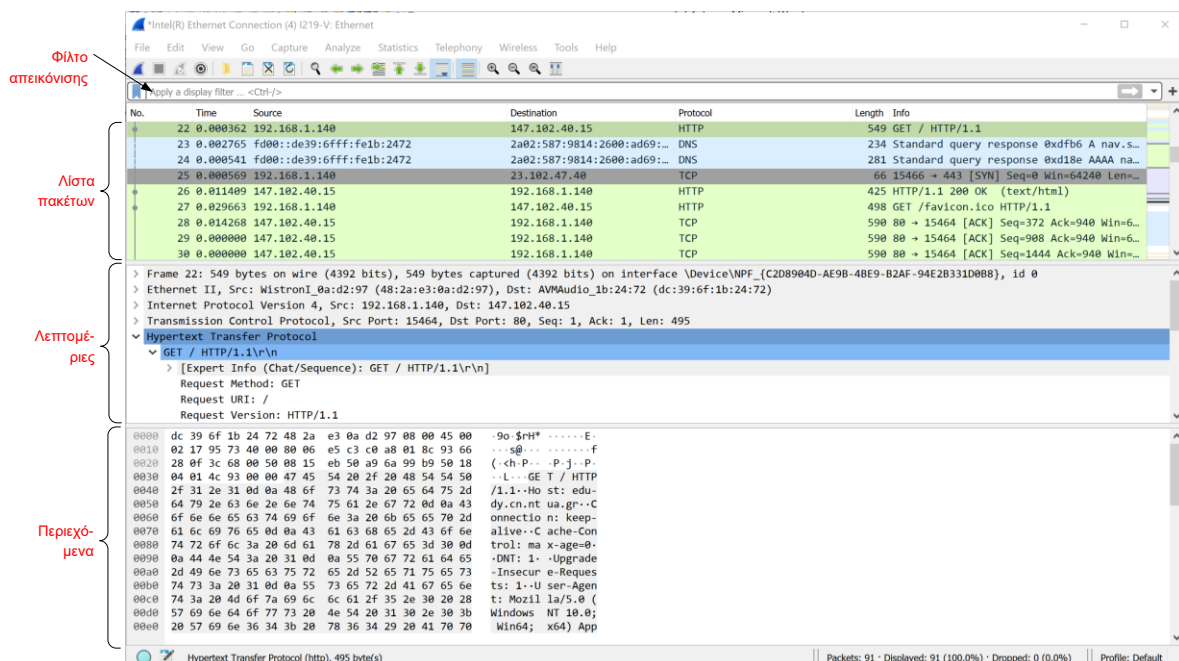 *Intel(R) Ethernet Connection (4) I219-V: Ethernet
File Edit View Go Capture Analyze Statistics Telephony Wireless Tools Help
Φίλτο
απεικόνισης
Apply a display filter ... <Ctrl-/>
No. Time Source Destination Protocol Length Info
22 0.000362 192.168.1.140 147.102.40.15 HTTP 549 GET / HTTP/1.1
23 0.002765 fd00::de39:6fff:fe1b:2472 2a02:587:9814:2600:ad69:… DNS 234 Standard query response 0xdfb6 A nav.s…
24 0.000541 fd00::de39:6fff:fe1b:2472 2a02:587:9814:2600:ad69:… DNS 281 Standard query response 0xd18e AAAA na…
25 0.000569 192.168.1.140 23.102.47.40 TCP 66 15466 → 443 [SYN] Seq=0 Win=64240 Len=…
26 0.011409 147.102.40.15 192.168.1.140 HTTP 425 HTTP/1.1 200 OK (text/html)
27 0.029663 192.168.1.140 147.102.40.15 HTTP 498 GET /favicon.ico HTTP/1.1
28 0.014268 147.102.40.15 192.168.1.140 TCP 590 80 → 15464 [ACK] Seq=372 Ack=940 Win=6…
29 0.000000 147.102.40.15 192.168.1.140 TCP 590 80 → 15464 [ACK] Seq=908 Ack=940 Win=6…
30 0.000000 147.102.40.15 192.168.1.140 TCP 590 80 → 15464 [ACK] Seq=1444 Ack=940 Win=…
Λίστα
πακέτων
Frame 22: 549 bytes on wire (4392 bits), 549 bytes captured (4392 bits) on interface \Device\NPF_{C2D8904D-AE9B-4BE9-B2AF-94E2B331D0B8}, id 0
Ethernet II, Src: WistronI_0a:d2:97 (48:2a:e3:0a:d2:97), Dst: AVMAudio_1b:24:72 (dc:39:6f:1b:24:72)
Internet Protocol Version 4, Src: 192.168.1.140, Dst: 147.102.40.15
Transmission Control Protocol, Src Port: 15464, Dst Port: 80, Seq: 1, Ack: 1, Len: 495
Hypertext Transfer Protocol
GET / HTTP/1.1\r\n
[Expert Info (Chat/Sequence): GET / HTTP/1.1\r\n]
Request Method: GET
Request URI: /
Request Version: HTTP/1.1
Λεπτομέ-
ριες
0000 dc 39 6f 1b 24 72 48 2a e3 0a d2 97 08 00 45 00 ·9o·$rH* ······E·
0010 02 17 95 73 40 00 80 06 e5 c3 c0 a8 01 8c 93 66 ···s@··· ·······f
0020 28 0f 3c 68 00 50 08 15 eb 50 a9 6a 99 b9 50 18 (·<h·P·· ·P·j··P·
0030 04 01 4c 93 00 00 47 45 54 20 2f 20 48 54 54 50 ··L···GE T / HTTP
0040 2f 31 2e 31 0d 0a 48 6f 73 74 3a 20 65 64 75 2d /1.1··Ho st: edu-
0050 64 79 2e 63 6e 2e 6e 74 75 61 2e 67 72 0d 0a 43 dy.cn.nt ua.gr··C
0060 6f 6e 6e 65 63 74 69 6f 6e 3a 20 6b 65 65 70 2d onnectio n: keep-
0070 61 6c 69 76 65 0d 0a 43 61 63 68 65 2d 43 6f 6e alive··C ache-Con
0080 74 72 6f 6c 3a 20 6d 61 78 2d 61 67 65 3d 30 0d trol: ma x-age=0·
0090 0a 44 4e 54 3a 20 31 0d 0a 55 70 67 72 61 64 65 ·DNT: 1· ·Upgrade
00a0 2d 49 6e 73 65 63 75 72 65 2d 52 65 71 75 65 73 -Insecur e-Reques
00b0 74 73 3a 20 31 0d 0a 55 73 65 72 2d 41 67 65 6e ts: 1··U ser-Agen
00c0 74 3a 20 4d 6f 7a 69 6c 6c 61 2f 35 2e 30 20 28 t: Mozil la/5.0 (
00d0 57 69 6e 64 6f 77 73 20 4e 54 20 31 30 2e 30 3b Windows NT 10.0;
00e0 20 57 69 6e 36 34 3b 20 78 36 34 29 20 41 70 70 Win64; x64) App
Περιεχό-
μενα
Hypertext Transfer Protocol (http), 495 byte(s) Packets: 91 · Displayed: 91 (100.0%) · Dropped: 0 (0.0%) Profile: Default